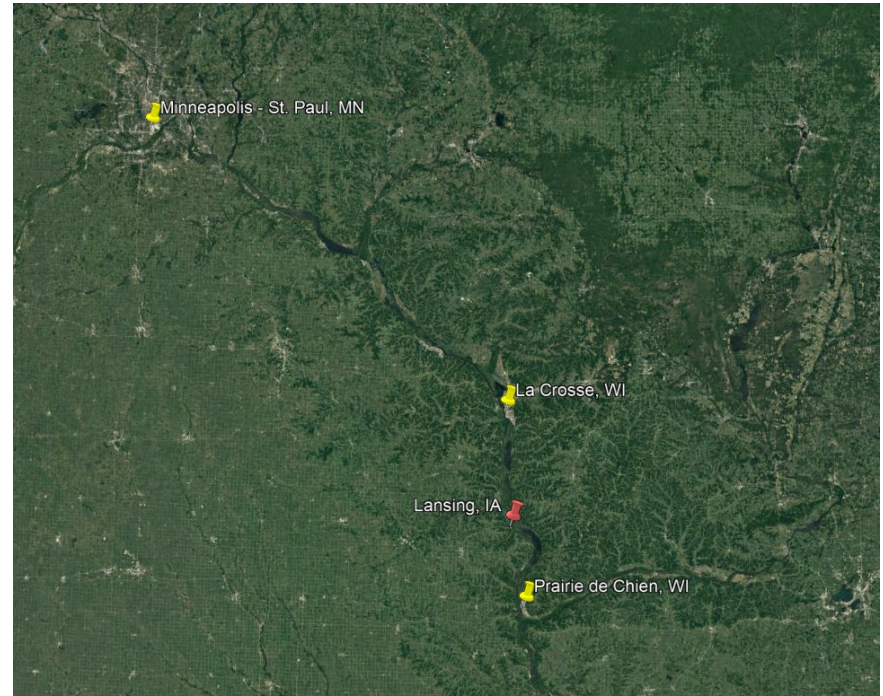 Minneapolis - St. Paul, MN
La Crosse, WI
Lansing, IA
Prairie de Chien, WI